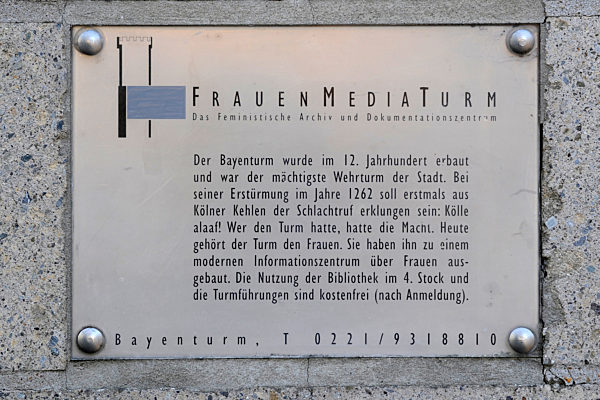 FRAUENMEDIATURM
Das Feministische Archiv und Dokumentationszentrum
Der Bayenturm wurde im 12. Jahrhundert erbaut
und war der mächtigste Wehrturm der Stadt. Bei
seiner Erstürmung im Jahre 1262 soll erstmals aus
Kölner Kehlen der Schlachtruf erklungen sein: Kölle
alaaf! Wer den Turm hatte, hatte die Macht. Heute
gehört der Turm den Frauen. Sie haben ihn zu einem
modernen Informationszentrum über Frauen aus-
gebaut. Die Nutzung der Bibliothek im 4. Stock und
die Turmführungen sind kostenfrei (nach Anmeldung).
Bayenturm, T 0221/9318810